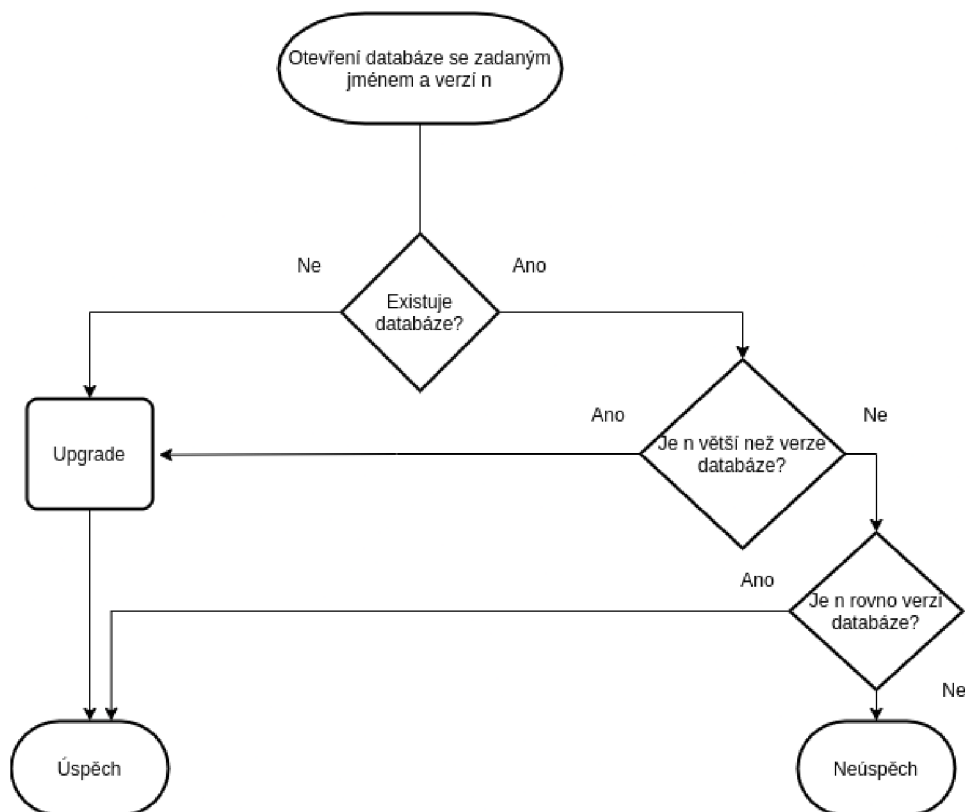 Otevření databáze se zadaným
jménem a verzí n
Ne
Ano
Existuje
databáze?
Ano
Ne
Upgrade
Je n větší než verze
databáze?
Ano
Je n rovno verzí
databáze?
Ne
Úspěch
Neúspěch